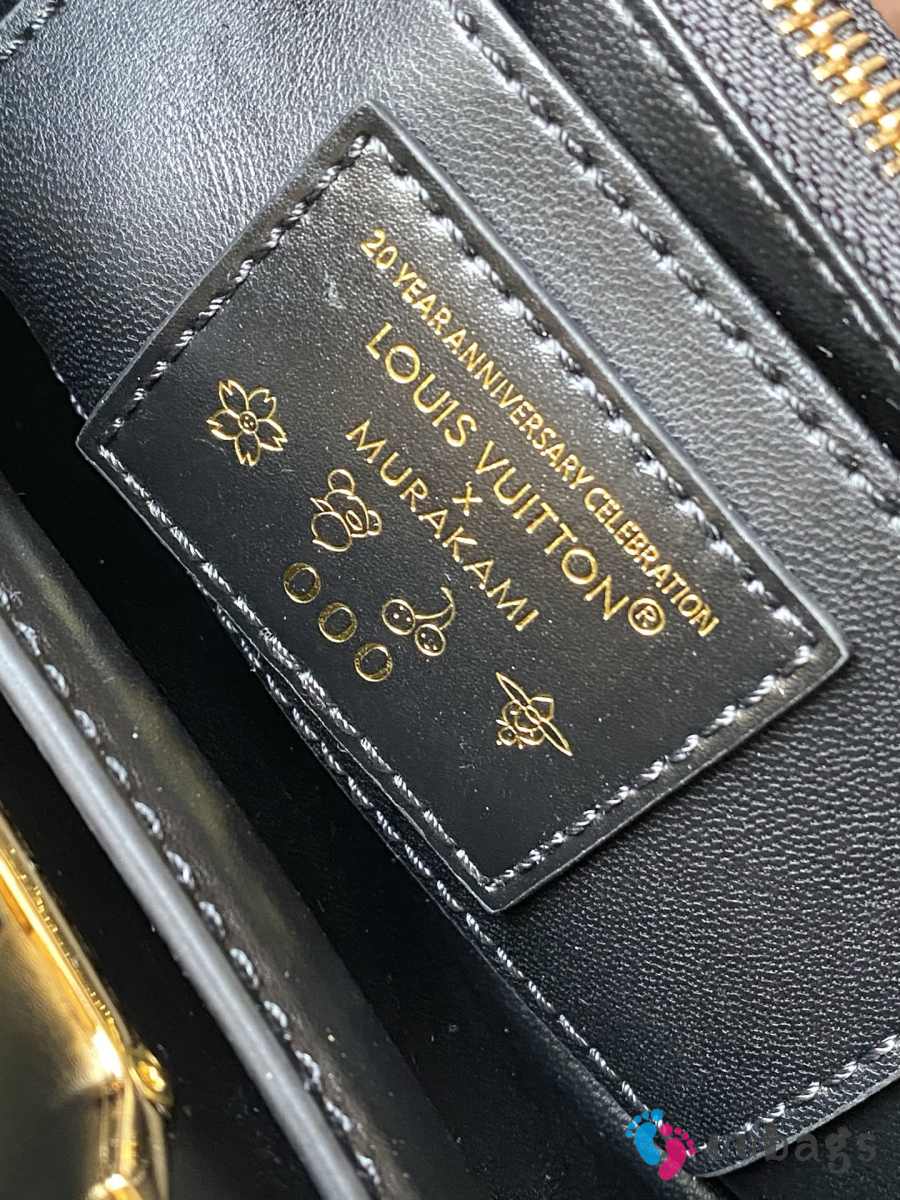 20 YEAR ANNIVERSARY CELEBRATION
LOUIS VUITTON®
X
MURAKAMI